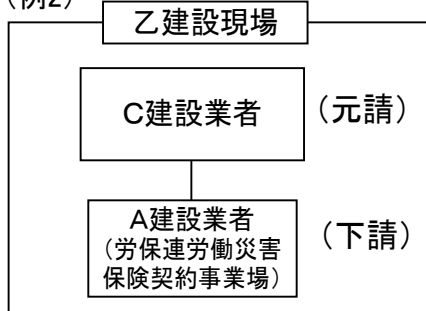 （例2）
乙建設現場
C建設業者
（元請）
A建設業者
（労保連労働災害
保険契約事業場）
（下請）